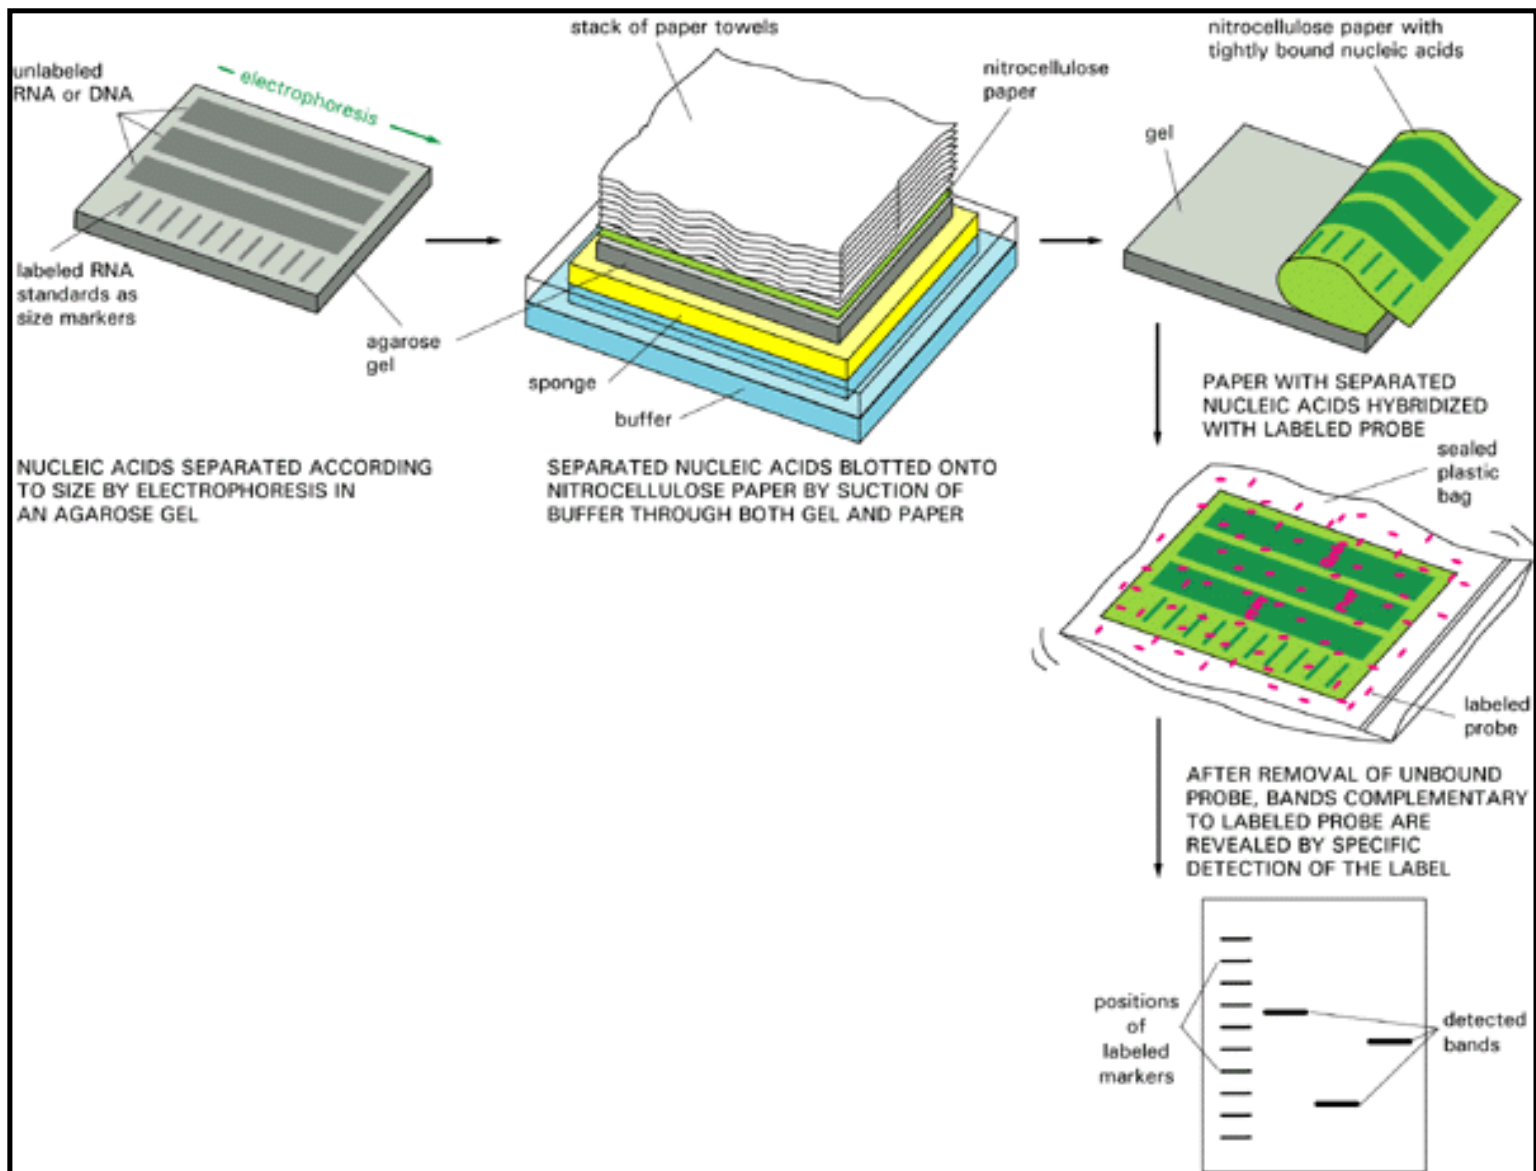 unlabeled
RNA or DNA
electrophoresis
labeled RNA
standards as
size markers
agarose
gel
NUCLEIC ACIDS SEPARATED ACCORDING
TO SIZE BY ELECTROPHORESIS IN
AN AGAROSE GEL
stack of paper towels
nitrocellulose
paper
sponge
buffer
SEPARATED NUCLEIC ACIDS BLOTTED ONTO
NITROCELLULOSE PAPER BY SUCTION OF
BUFFER THROUGH BOTH GEL AND PAPER
nitrocellulose paper with
tightly bound nucleic acids
gel
PAPER WITH SEPARATED
NUCLEIC ACIDS HYBRIDIZED
WITH LABELED PROBE
sealed
plastic
bag
labeled
probe
AFTER REMOVAL OF UNBOUND
PROBE, BANDS COMPLEMENTARY
TO LABELED PROBE ARE
REVEALED BY SPECIFIC
DETECTION OF THE LABEL
positions
of
labeled
markers
detected
bands